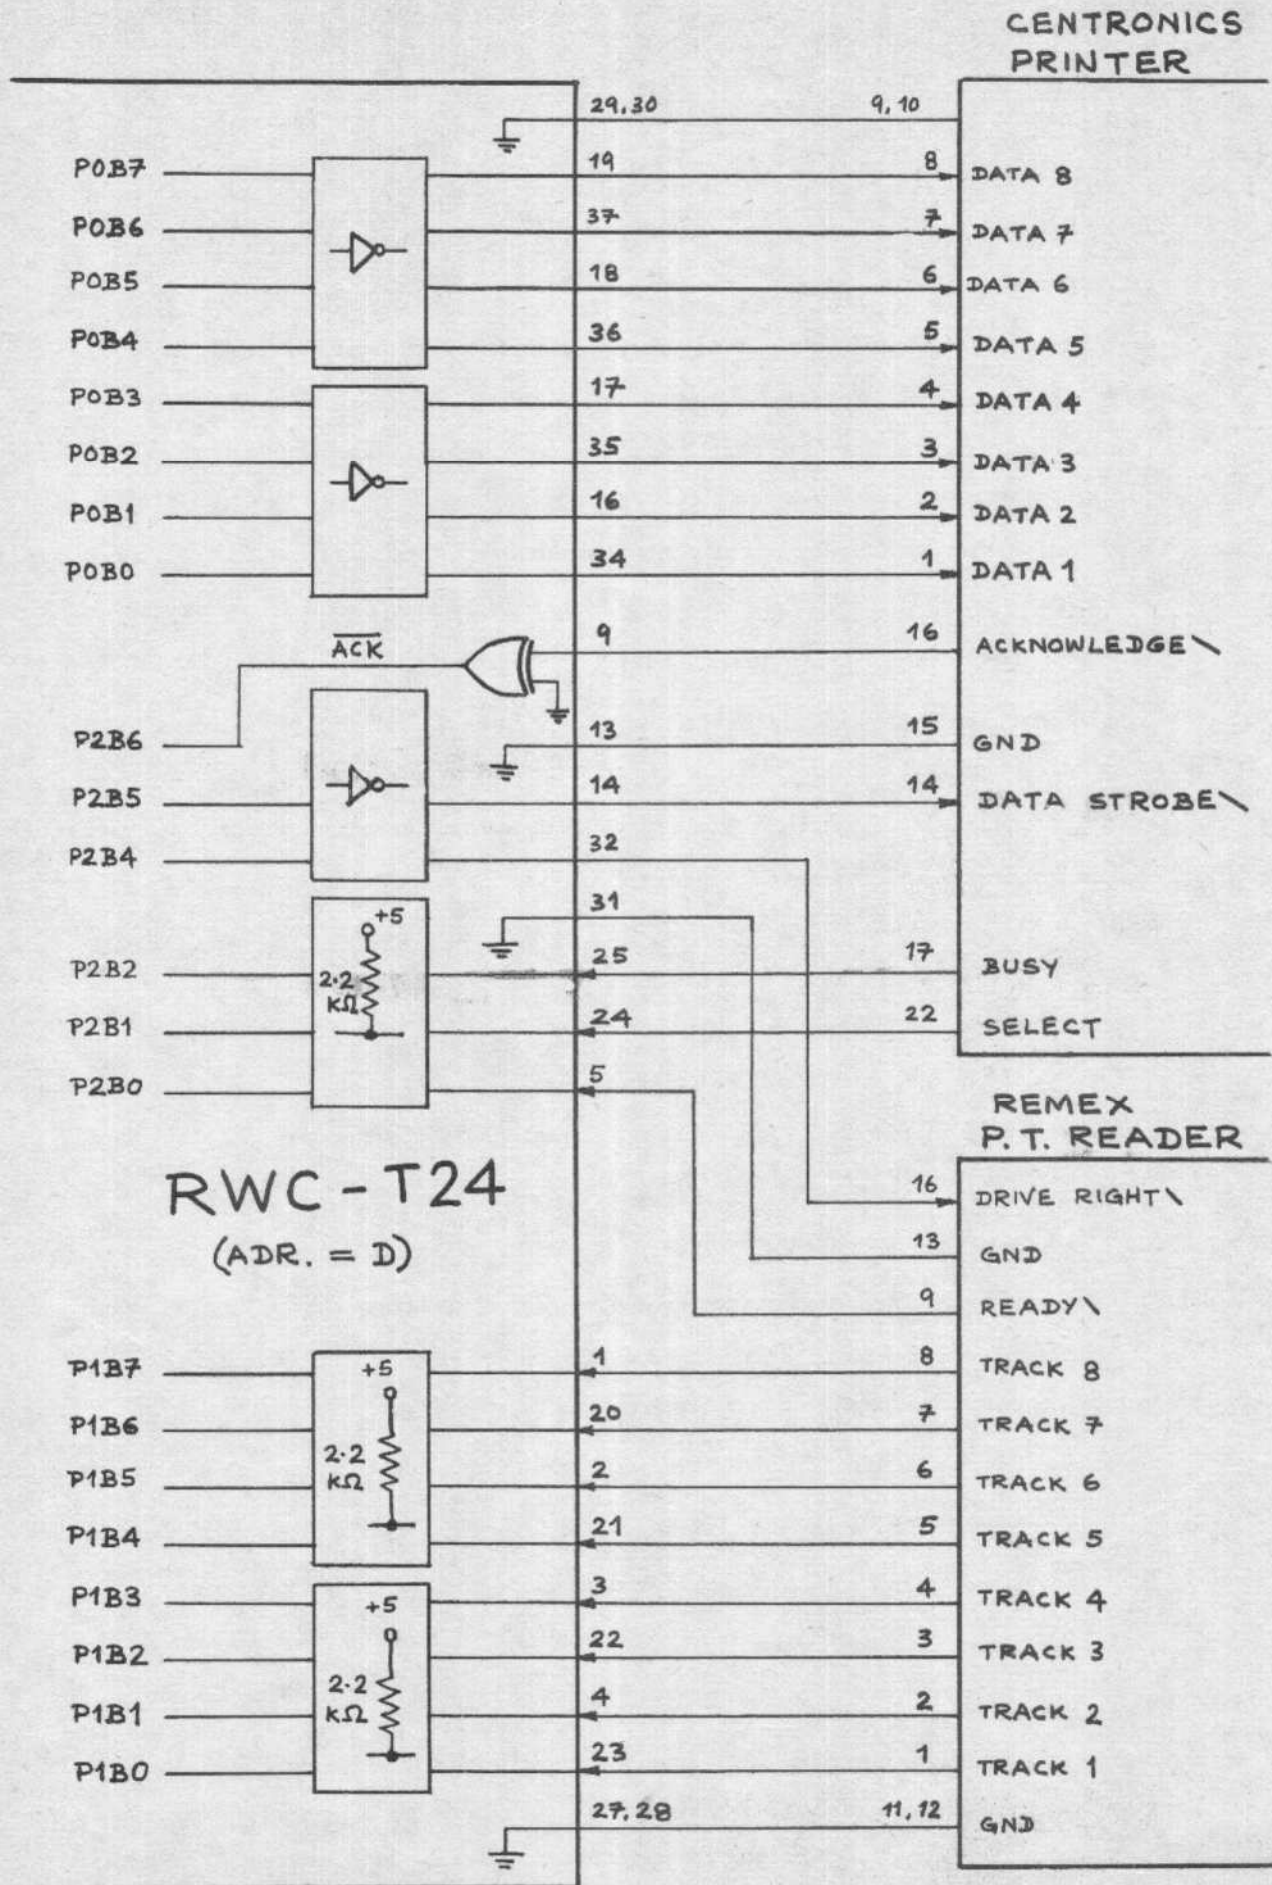 CENTRONICS
PRINTER
29,30 9,10
P0B7 19 8 DATA 8
P0B6 37 7 DATA 7
P0B5 18 6 DATA 6
P0B4 36 5 DATA 5
P0B3 17 4 DATA 4
P0B2 35 3 DATA 3
P0B1 16 2 DATA 2
P0B0 34 1 DATA 1
ACK 9 16 ACKNOWLEDGE\
P2B6 13 15 GND
P2B5 14 14 DATA STROBE\
P2B4 32
31
+5
P2B2 25 17 BUSY
2.2
kΩ
P2B1 24 22 SELECT
P2B0 5
REMEX
P.T. READER
RWC-T24
(ADR. = D)
16 DRIVE RIGHT\
13 GND
9 READY\
P1B7 +5 1 8 TRACK 8
P1B6 20 7 TRACK 7
2.2
kΩ
P1B5 2 6 TRACK 6
P1B4 21 5 TRACK 5
P1B3 +5 3 4 TRACK 4
P1B2 22 3 TRACK 3
2.2
kΩ
P1B1 4 2 TRACK 2
P1B0 23 1 TRACK 1
27,28 11,12 GND